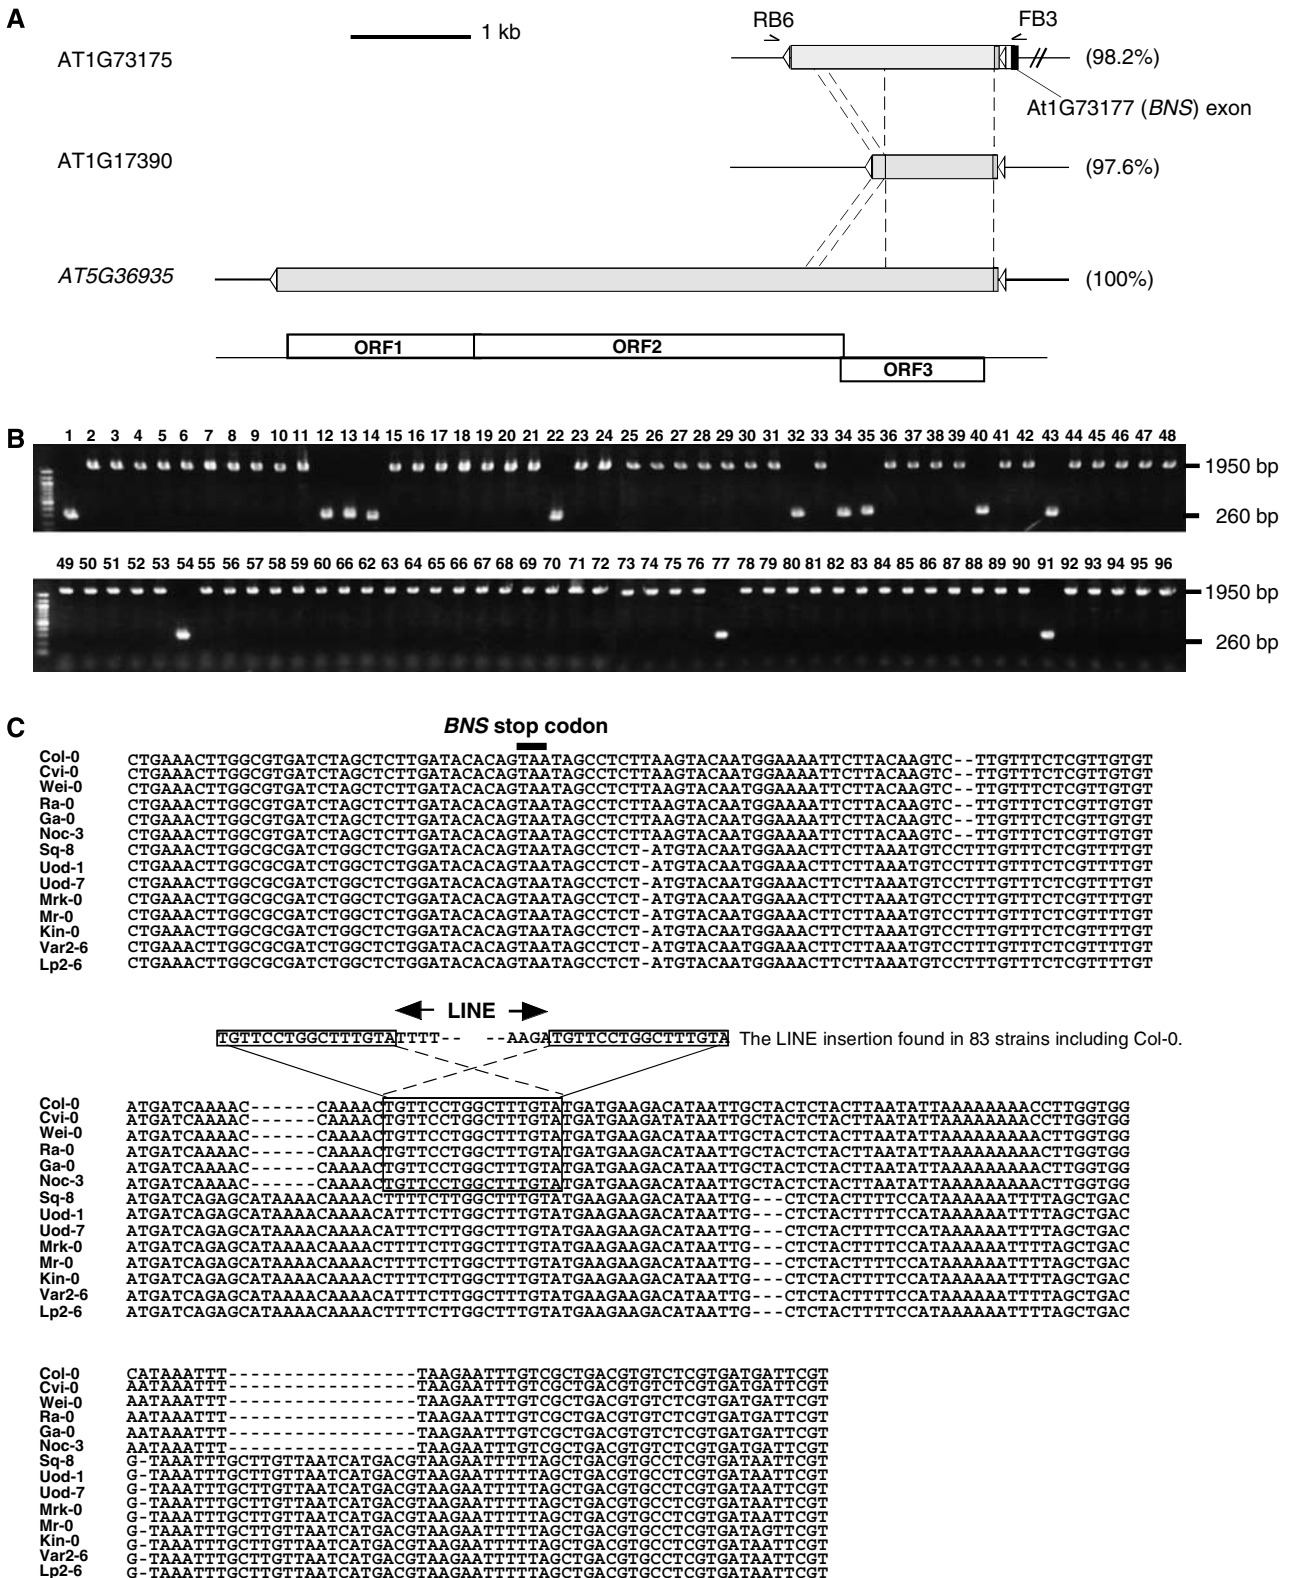 A
RB6
FB3
1 kb
AT1G73175
(98.2%)
At1G73177 (BNS) exon
AT1G17390
(97.6%)
AT5G36935
(100%)
ORF1
ORF2
ORF3
B
1 2 3 4 5 6 7 8 9 10 11 12 13 14 15 16 17 18 19 20 21 22 23 24 25 26 27 28 29 30 31 32 33 34 35 36 37 38 39 40 41 42 43 44 45 46 47 48
1950 bp
260 bp
49 50 51 52 53 54 55 56 57 58 59 60 66 62 63 64 65 66 67 68 69 70 71 72 73 74 75 76 77 78 79 80 81 82 83 84 85 86 87 88 89 90 91 92 93 94 95 96
1950 bp
260 bp
C
BNS stop codon
Col-0 CTGAAACTTGGCGTGATCTAGCTCTTGATACACAGTAATAGCCTCTTAAGTACAATGGAAAATTCTTACAAGTC--TTGTTTCTCGTTGTGT
Cvi-0 CTGAAACTTGGCGTGATCTAGCTCTTGATACACAGTAATAGCCTCTTAAGTACAATGGAAAATTCTTACAAGTC--TTGTTTCTCGTTGTGT
Wei-0 CTGAAACTTGGCGTGATCTAGCTCTTGATACACAGTAATAGCCTCTTAAGTACAATGGAAAATTCTTACAAGTC--TTGTTTCTCGTTGTGT
Ra-0 CTGAAACTTGGCGTGATCTAGCTCTTGATACACAGTAATAGCCTCTTAAGTACAATGGAAAATTCTTACAAGTC--TTGTTTCTCGTTGTGT
Ga-0 CTGAAACTTGGCGTGATCTAGCTCTTGATACACAGTAATAGCCTCTTAAGTACAATGGAAAATTCTTACAAGTC--TTGTTTCTCGTTGTGT
Noc-3 CTGAAACTTGGCGTGATCTAGCTCTTGATACACAGTAATAGCCTCTTAAGTACAATGGAAAATTCTTACAAGTC--TTGTTTCTCGTTGTGT
Sq-8 CTGAAACTTGGCGCGATCTGGCTCTGGATACACAGTAATAGCCTCT-ATGTACAATGGAAACTTCTTAAATGTCCTTTGTTTCTCGTTTTGT
Uod-1 CTGAAACTTGGCGCGATCTGGCTCTGGATACACAGTAATAGCCTCT-ATGTACAATGGAAACTTCTTAAATGTCCTTTGTTTCTCGTTTTGT
Uod-7 CTGAAACTTGGCGCGATCTGGCTCTGGATACACAGTAATAGCCTCT-ATGTACAATGGAAACTTCTTAAATGTCCTTTGTTTCTCGTTTTGT
Mrk-0 CTGAAACTTGGCGCGATCTGGCTCTGGATACACAGTAATAGCCTCT-ATGTACAATGGAAACTTCTTAAATGTCCTTTGTTTCTCGTTTTGT
Mr-0 CTGAAACTTGGCGCGATCTGGCTCTGGATACACAGTAATAGCCTCT-ATGTACAATGGAAACTTCTTAAATGTCCTTTGTTTCTCGTTTTGT
Kin-0 CTGAAACTTGGCGCGATCTGGCTCTGGATACACAGTAATAGCCTCT-ATGTACAATGGAAACTTCTTAAATGTCCTTTGTTTCTCGTTTTGT
Var2-6 CTGAAACTTGGCGCGATCTGGCTCTGGATACACAGTAATAGCCTCT-ATGTACAATGGAAACTTCTTAAATGTCCTTTGTTTCTCGTTTTGT
Lp2-6 CTGAAACTTGGCGCGATCTGGCTCTGGATACACAGTAATAGCCTCT-ATGTACAATGGAAACTTCTTAAATGTCCTTTGTTTCTCGTTTTGT
LINE
TGTTCCTGGCTTTGTATTTT-- --AAGATGTTCCTGGCTTTGTA The LINE insertion found in 83 strains including Col-0.
Col-0 ATGATCAAAAC------CAAAACTGTTCCTGGCTTTGTATGATGAAGACATAATTGCTACTCTACTTAATATTAAAAAAAACCTTGGTGG
Cvi-0 ATGATCAAAAC------CAAAACTGTTCCTGGCTTTGTATGATGAAGATATAATTGCTACTCTACTTAATATTAAAAAAAACCTTGGTGG
Wei-0 ATGATCAAAAC------CAAAACTGTTCCTGGCTTTGTATGATGAAGACATAATTGCTACTCTACTTAATATTAAAAAAAAACTTGGTGG
Ra-0 ATGATCAAAAC------CAAAACTGTTCCTGGCTTTGTATGATGAAGACATAATTGCTACTCTACTTAATATTAAAAAAAAACTTGGTGG
Ga-0 ATGATCAAAAC------CAAAACTGTTCCTGGCTTTGTATGATGAAGACATAATTGCTACTCTACTTAATATTAAAAAAAAACTTGGTGG
Noc-3 ATGATCAAAAC------CAAAACTGTTCCTGGCTTTGTATGATGAAGACATAATTGCTACTCTACTTAATATTAAAAAAAAACTTGGTGG
Sq-8 ATGATCAGAGCATAAAACAAAACTTTTCTTGGCTTTGTATGAAGAAGACATAATTG---CTCTACTTTTCCATAAAAAATTTTAGCTGAC
Uod-1 ATGATCAGAGCATAAAACAAAACATTTCTTGGCTTTGTATGAAGAAGACATAATTG---CTCTACTTTTCCATAAAAAATTTTAGCTGAC
Uod-7 ATGATCAGAGCATAAAACAAAACATTTCTTGGCTTTGTATGAAGAAGACATAATTG---CTCTACTTTTCCATAAAAAATTTTAGCTGAC
Mrk-0 ATGATCAGAGCATAAAACAAAACTTTTCTTGGCTTTGTATGAAGAAGACATAATTG---CTCTACTTTTCCATAAAAAATTTTAGCTGAC
Mr-0 ATGATCAGAGCATAAAACAAAACTTTTCTTGGCTTTGTATGAAGAAGACATAATTG---CTCTACTTTTCCATAAAAAATTTTAGCTGAC
Kin-0 ATGATCAGAGCATAAAACAAAACTTTTCTTGGCTTTGTATGAAGAAGACATAATTG---CTCTACTTTTCCATAAAAAATTTTAGCTGAC
Var2-6 ATGATCAGAGCATAAAACAAAACATTTCTTGGCTTTGTATGAAGAAGACATAATTG---CTCTACTTTTCCATAAAAAATTTTAGCTGAC
Lp2-6 ATGATCAGAGCATAAAACAAAACTTTTCTTGGCTTTGTATGAAGAAGACATAATTG---CTCTACTTTTCCATAAAAAATTTTAGCTGAC
Col-0 CATAAATTT-----------------TAAGAATTTGTCGCTGACGTGTCTCGTGATGATTCGT
Cvi-0 AATAAATTT-----------------TAAGAATTTGTCGCTGACGTGTCTCGTGATGATTCGT
Wei-0 AATAAATTT-----------------TAAGAATTTGTCGCTGACGTGTCTCGTGATGATTCGT
Ra-0 AATAAATTT-----------------TAAGAATTTGTCGCTGACGTGTCTCGTGATGATTCGT
Ga-0 AATAAATTT-----------------TAAGAATTTGTCGCTGACGTGTCTCGTGATGATTCGT
Noc-3 AATAAATTT-----------------TAAGAATTTGTCGCTGACGTGTCTCGTGATGATTCGT
Sq-8 G-TAAATTTGCTTGTTAATCATGACGTAAGAATTTTTAGCTGACGTGCCTCGTGATAATTCGT
Uod-1 G-TAAATTTGCTTGTTAATCATGACGTAAGAATTTTTAGCTGACGTGCCTCGTGATAATTCGT
Uod-7 G-TAAATTTGCTTGTTAATCATGACGTAAGAATTTTTAGCTGACGTGCCTCGTGATAATTCGT
Mrk-0 G-TAAATTTGCTTGTTAATCATGACGTAAGAATTTTTAGCTGACGTGCCTCGTGATAATTCGT
Mr-0 G-TAAATTTGCTTGTTAATCATGACGTAAGAATTTTTAGCTGACGTGCCTCGTGATAGTTCGT
Kin-0 G-TAAATTTGCTTGTTAATCATGACGTAAGAATTTTTAGCTGACGTGCCTCGTGATAATTCGT
Var2-6 G-TAAATTTGCTTGTTAATCATGACGTAAGAATTTTTAGCTGACGTGCCTCGTGATAATTCGT
Lp2-6 G-TAAATTTGCTTGTTAATCATGACGTAAGAATTTTTAGCTGACGTGCCTCGTGATAATTCGT